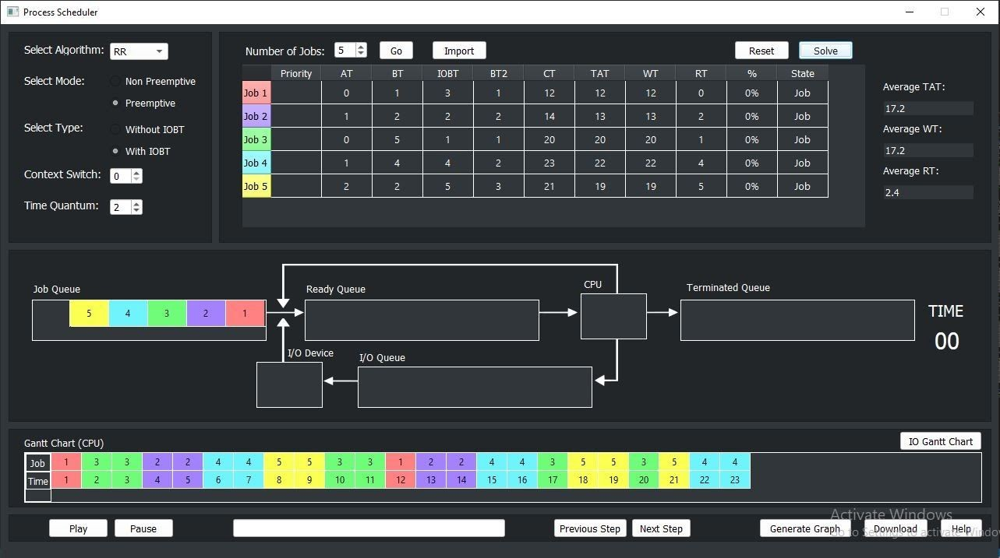 Process Scheduler
Select Algorithm: RR
Select Mode: Non Preemptive
Preemptive
Select Type: Without IOBT
With IOBT
Context Switch: 0
Time Quantum: 2
Number of Jobs: 5 Go Import Reset Solve
Priority AT BT IOBT BT2 CT TAT WT RT % State
Job 1 0 1 3 1 12 12 12 0 0% Job
Job 2 1 2 2 2 14 13 13 2 0% Job
Job 3 0 5 1 1 20 20 20 1 0% Job
Job 4 1 4 4 2 23 22 22 4 0% Job
Job 5 2 2 5 3 21 19 19 5 0% Job
Average TAT:
17.2
Average WT:
17.2
Average RT:
2.4
Job Queue Ready Queue CPU Terminated Queue
5 4 3 2 1
TIME
00
I/O Device I/O Queue
Gantt Chart (CPU) IO Gantt Chart
Job 1 3 3 2 2 4 4 5 5 3 3 1 2 2 4 4 3 5 5 3 5 4 4
Time 1 2 3 4 5 6 7 8 9 10 11 12 13 14 15 16 17 18 19 20 21 22 23
Activate Windows
Go to Settings to activate Windo
Play Pause Previous Step Next Step Generate Graph Download Help